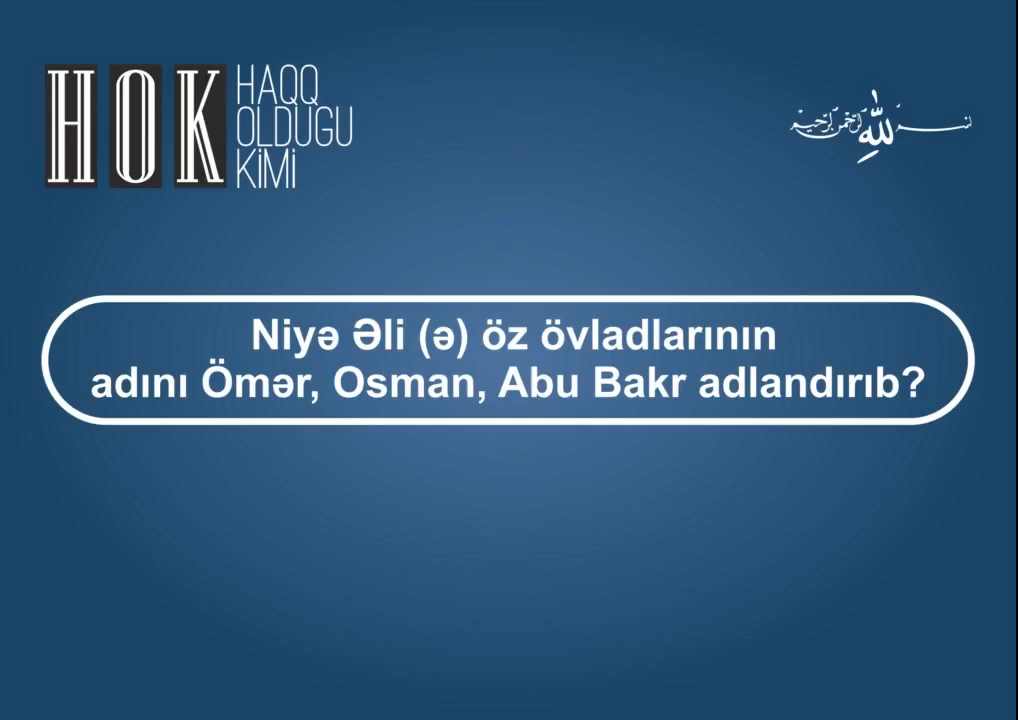 HOK
HAQQ
OLDUGU
KİMİ
بسم الله الرحمن الرحيم
Niyə Əli (ə) öz övladlarının
adını Ömər, Osman, Abu Bakr adlandırıb?